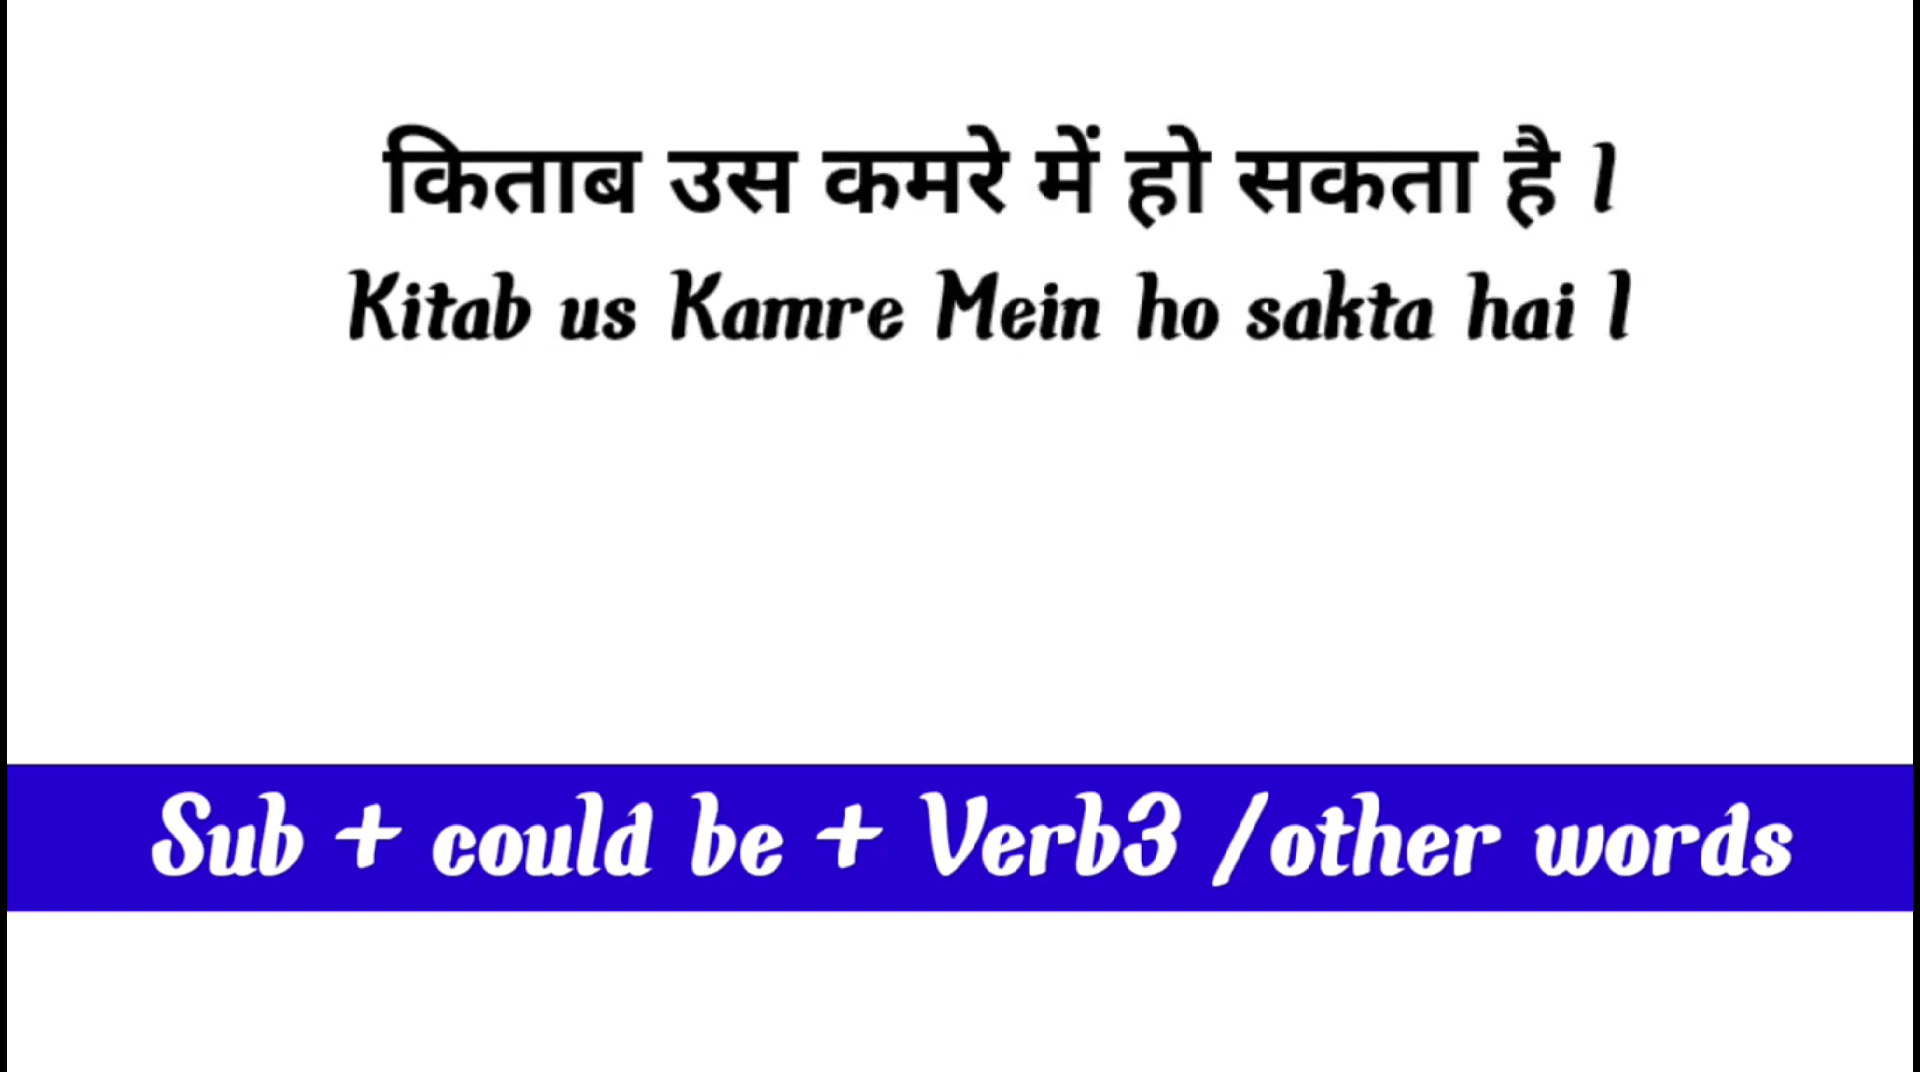 किताब उस कमरे में हो सकता है l
Kitab us Kamre Mein ho sakta hai l
Sub + could be + Verb3 /other words